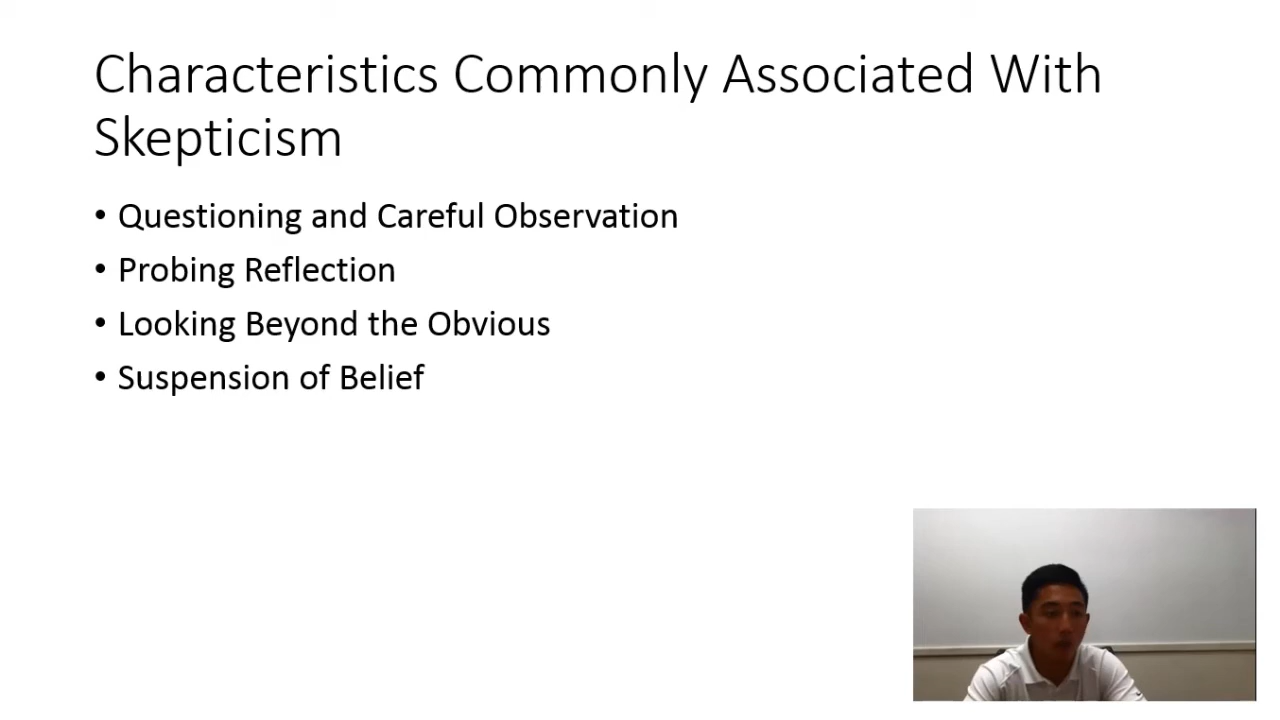 Characteristics Commonly Associated With
Skepticism
• Questioning and Careful Observation
• Probing Reflection
• Looking Beyond the Obvious
• Suspension of Belief